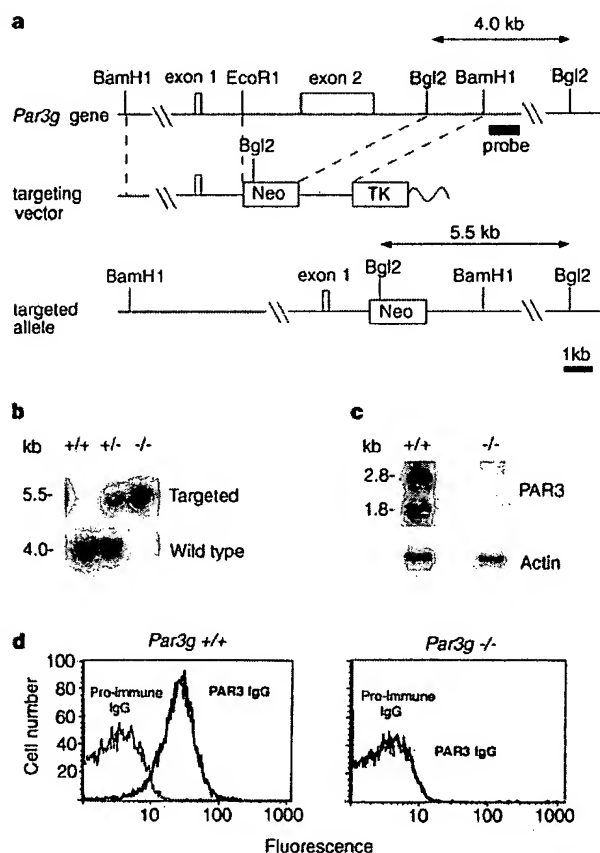 a
4.0 kb
BamH1 exon 1 EcoR1 exon 2 Bgl2 BamH1 Bgl2
Par3g gene
probe
Bgl2
targeting vector
Neo TK
5.5 kb
BamH1 exon 1 Bgl2 BamH1 Bgl2
targeted allele
Neo
1kb
b
kb +/+ +/- -/-
5.5- Targeted
4.0- Wild type
c
kb +/+ -/-
2.8-
PAR3
1.8-
Actin
d
Par3g +/+
Par3g -/-
Cell number
100
80
60
40
20
Pro-immune IgG
PAR3 IgG
10 100 1000
Pro-immune IgG
PAR3 IgG
10 100 1000
Fluorescence